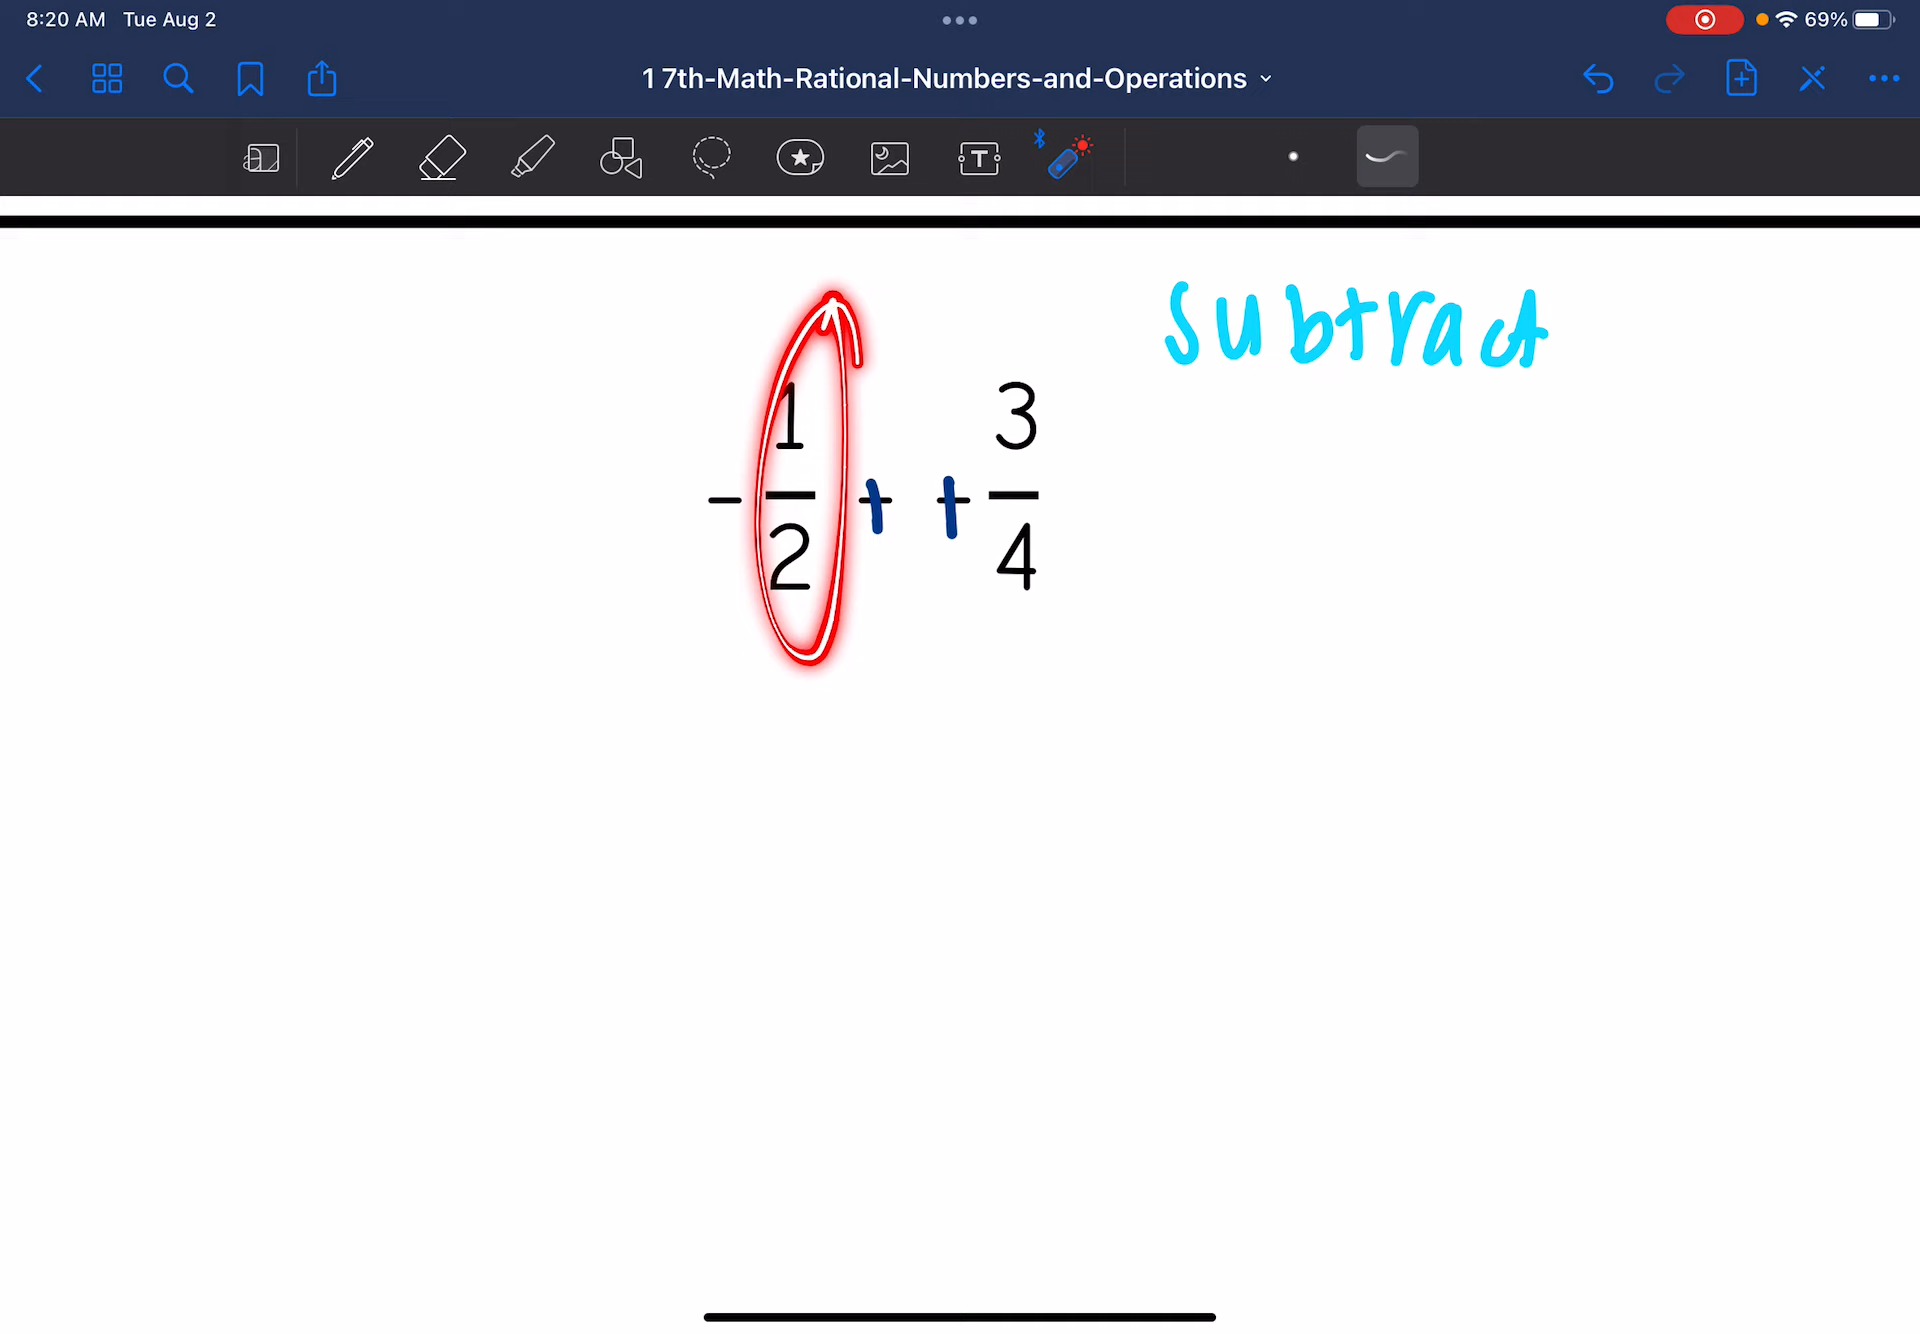 8:20 AM Tue Aug 2
69%
1 7th-Math-Rational-Numbers-and-Operations
T
subtract
1 3
- — + + —
2 4